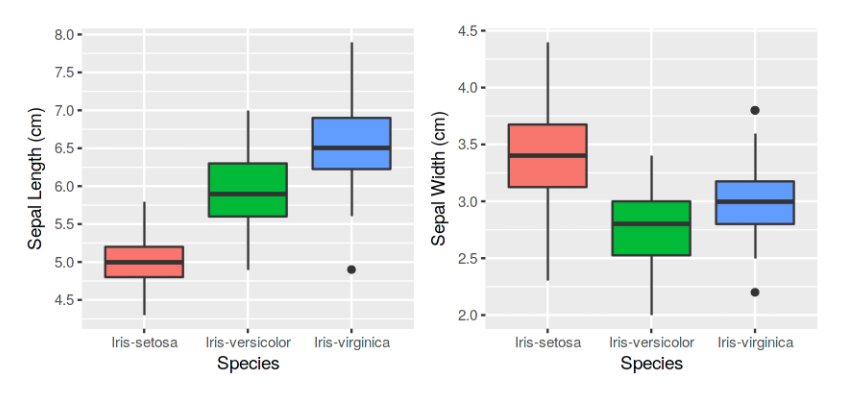 Sepal Length (cm)
8.0
7.5
7.0
6.5
6.0
5.5
5.0
4.5
Iris-setosa Iris-versicolor Iris-virginica
Species
Sepal Width (cm)
4.5
4.0
3.5
3.0
2.5
2.0
Iris-setosa Iris-versicolor Iris-virginica
Species